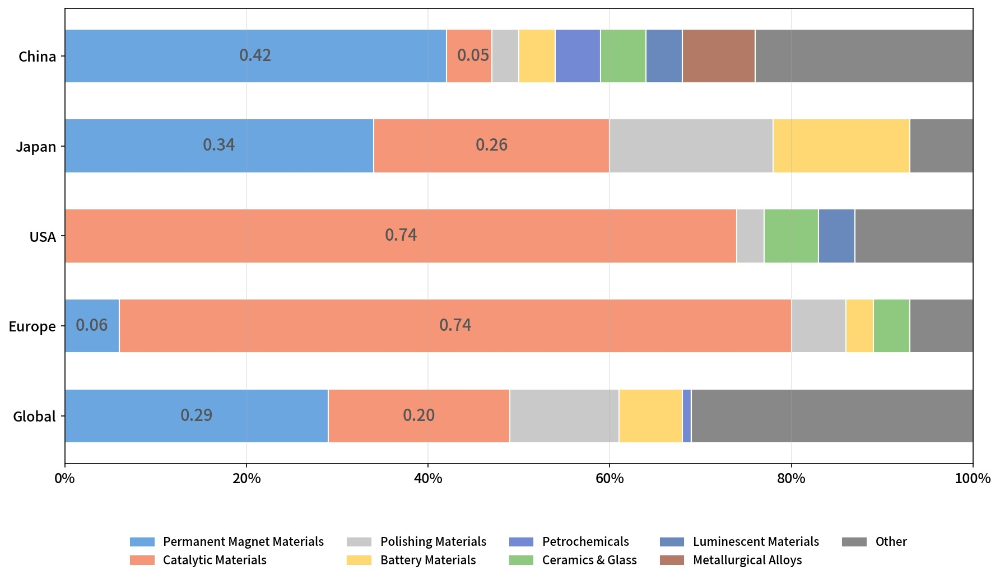 China
0.42
0.05
Japan
0.34
0.26
USA
0.74
Europe
0.06
0.74
Global
0.29
0.20
0%
20%
40%
60%
80%
100%
Permanent Magnet Materials
Catalytic Materials
Polishing Materials
Battery Materials
Petrochemicals
Ceramics & Glass
Luminescent Materials
Metallurgical Alloys
Other